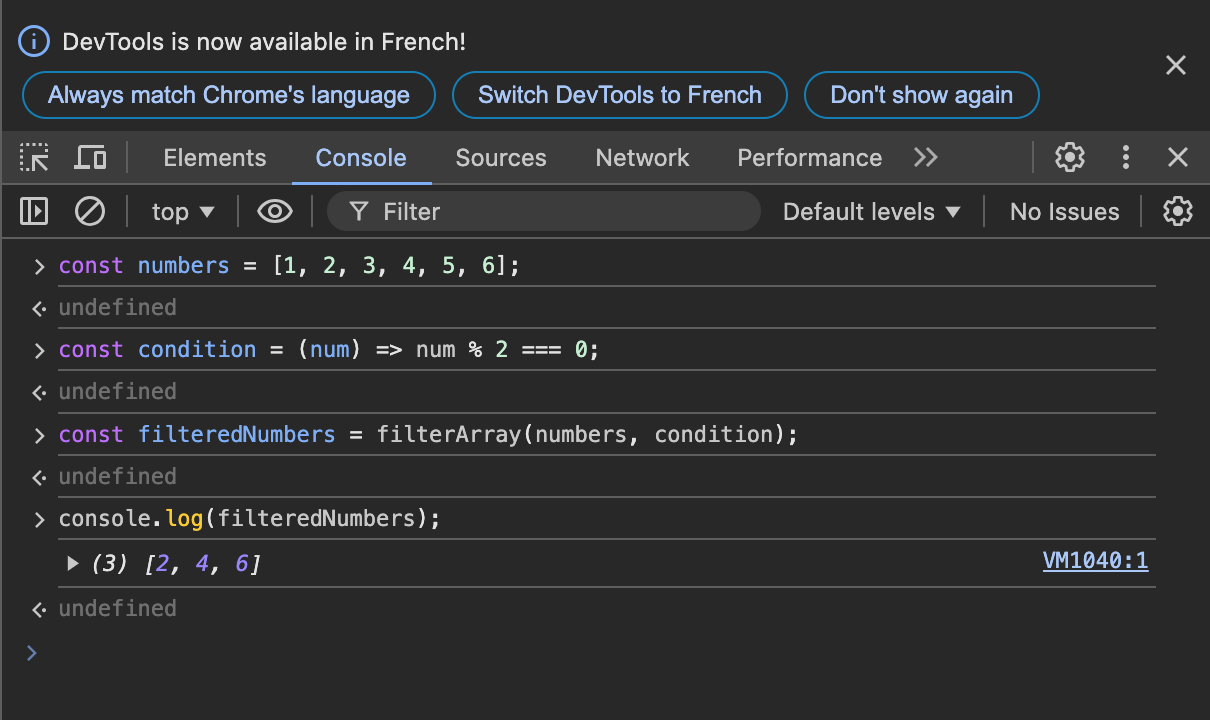 DevTools is now available in French!
Always match Chrome's language Switch DevTools to French Don't show again
Elements Console Sources Network Performance
top Filter Default levels No Issues
const numbers = [1, 2, 3, 4, 5, 6];
undefined
const condition = (num) => num % 2 === 0;
undefined
const filteredNumbers = filterArray(numbers, condition);
undefined
console.log(filteredNumbers);
(3) [2, 4, 6] VM1040:1
undefined